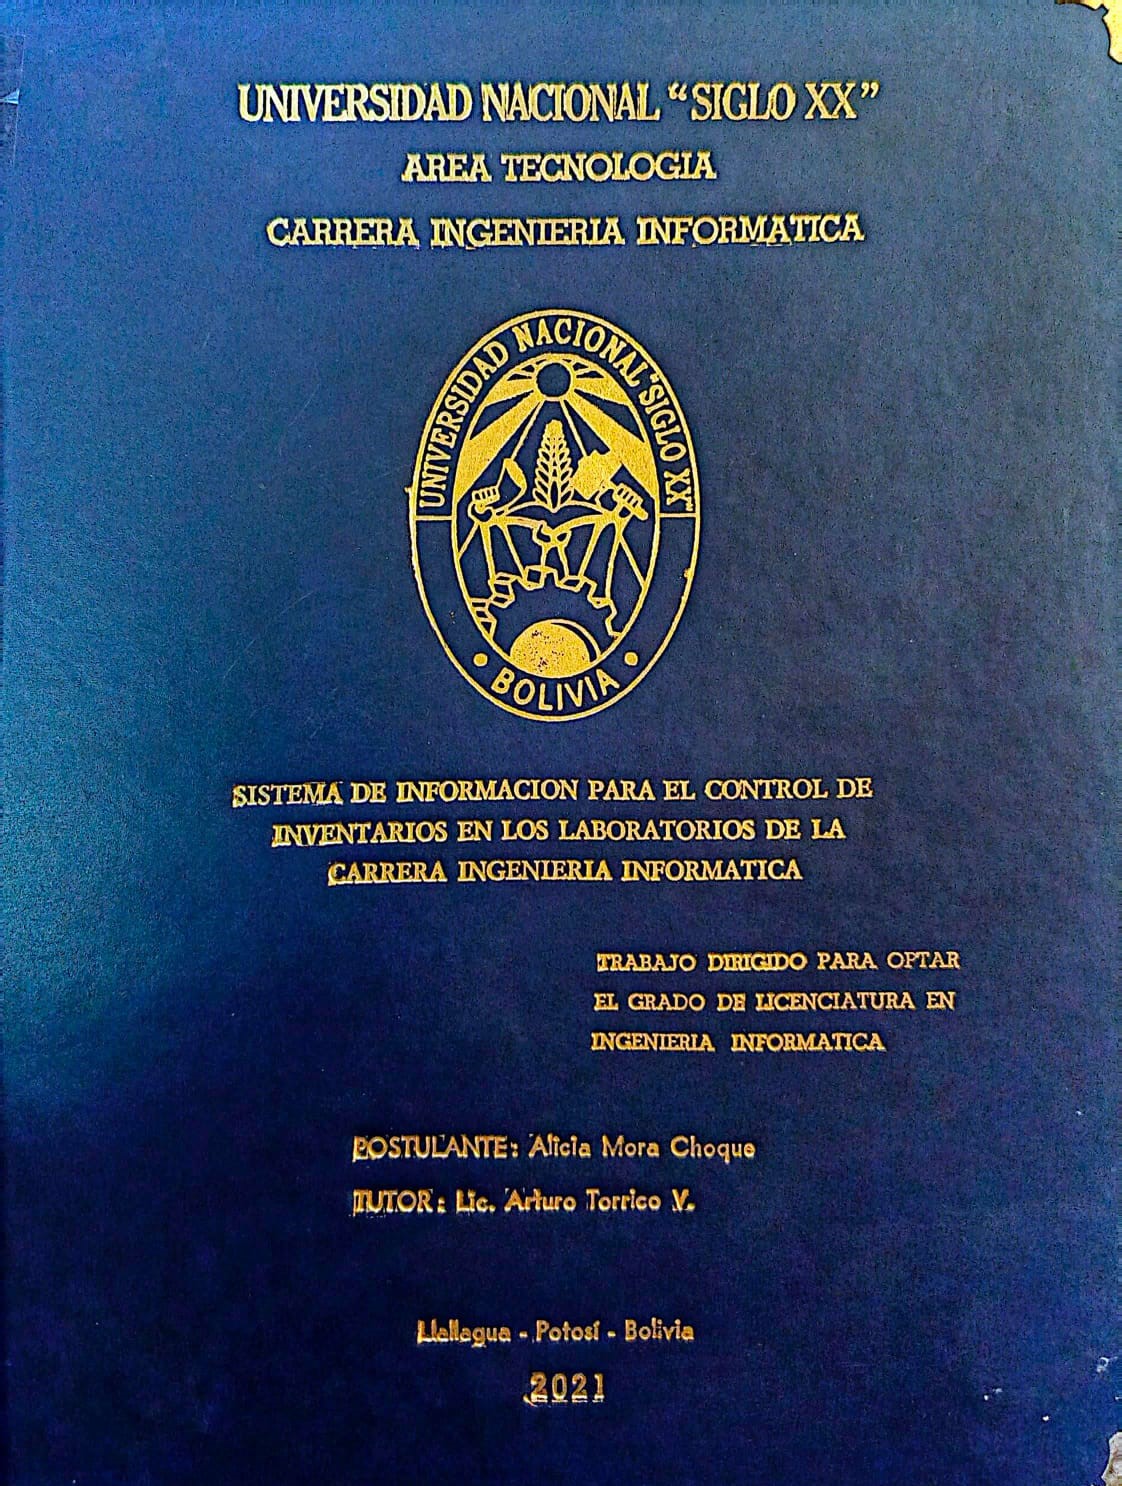 UNIVERSIDAD NACIONAL "SIGLO XX"
AREA TECNOLOGIA
CARRERA INGENIERIA INFORMATICA
UNIVERSIDAD NACIONAL "SIGLO XX"
BOLIVIA
SISTEMA DE INFORMACION PARA EL CONTROL DE
INVENTARIOS EN LOS LABORATORIOS DE LA
CARRERA INGENIERIA INFORMATICA
TRABAJO DIRIGIDO PARA OPTAR
EL GRADO DE LICENCIATURA EN
INGENIERIA INFORMATICA
POSTULANTE: Alicia Mora Choque
TUTOR: Lic. Arturo Torrico V.
Llallagua - Potosí - Bolivia
2021